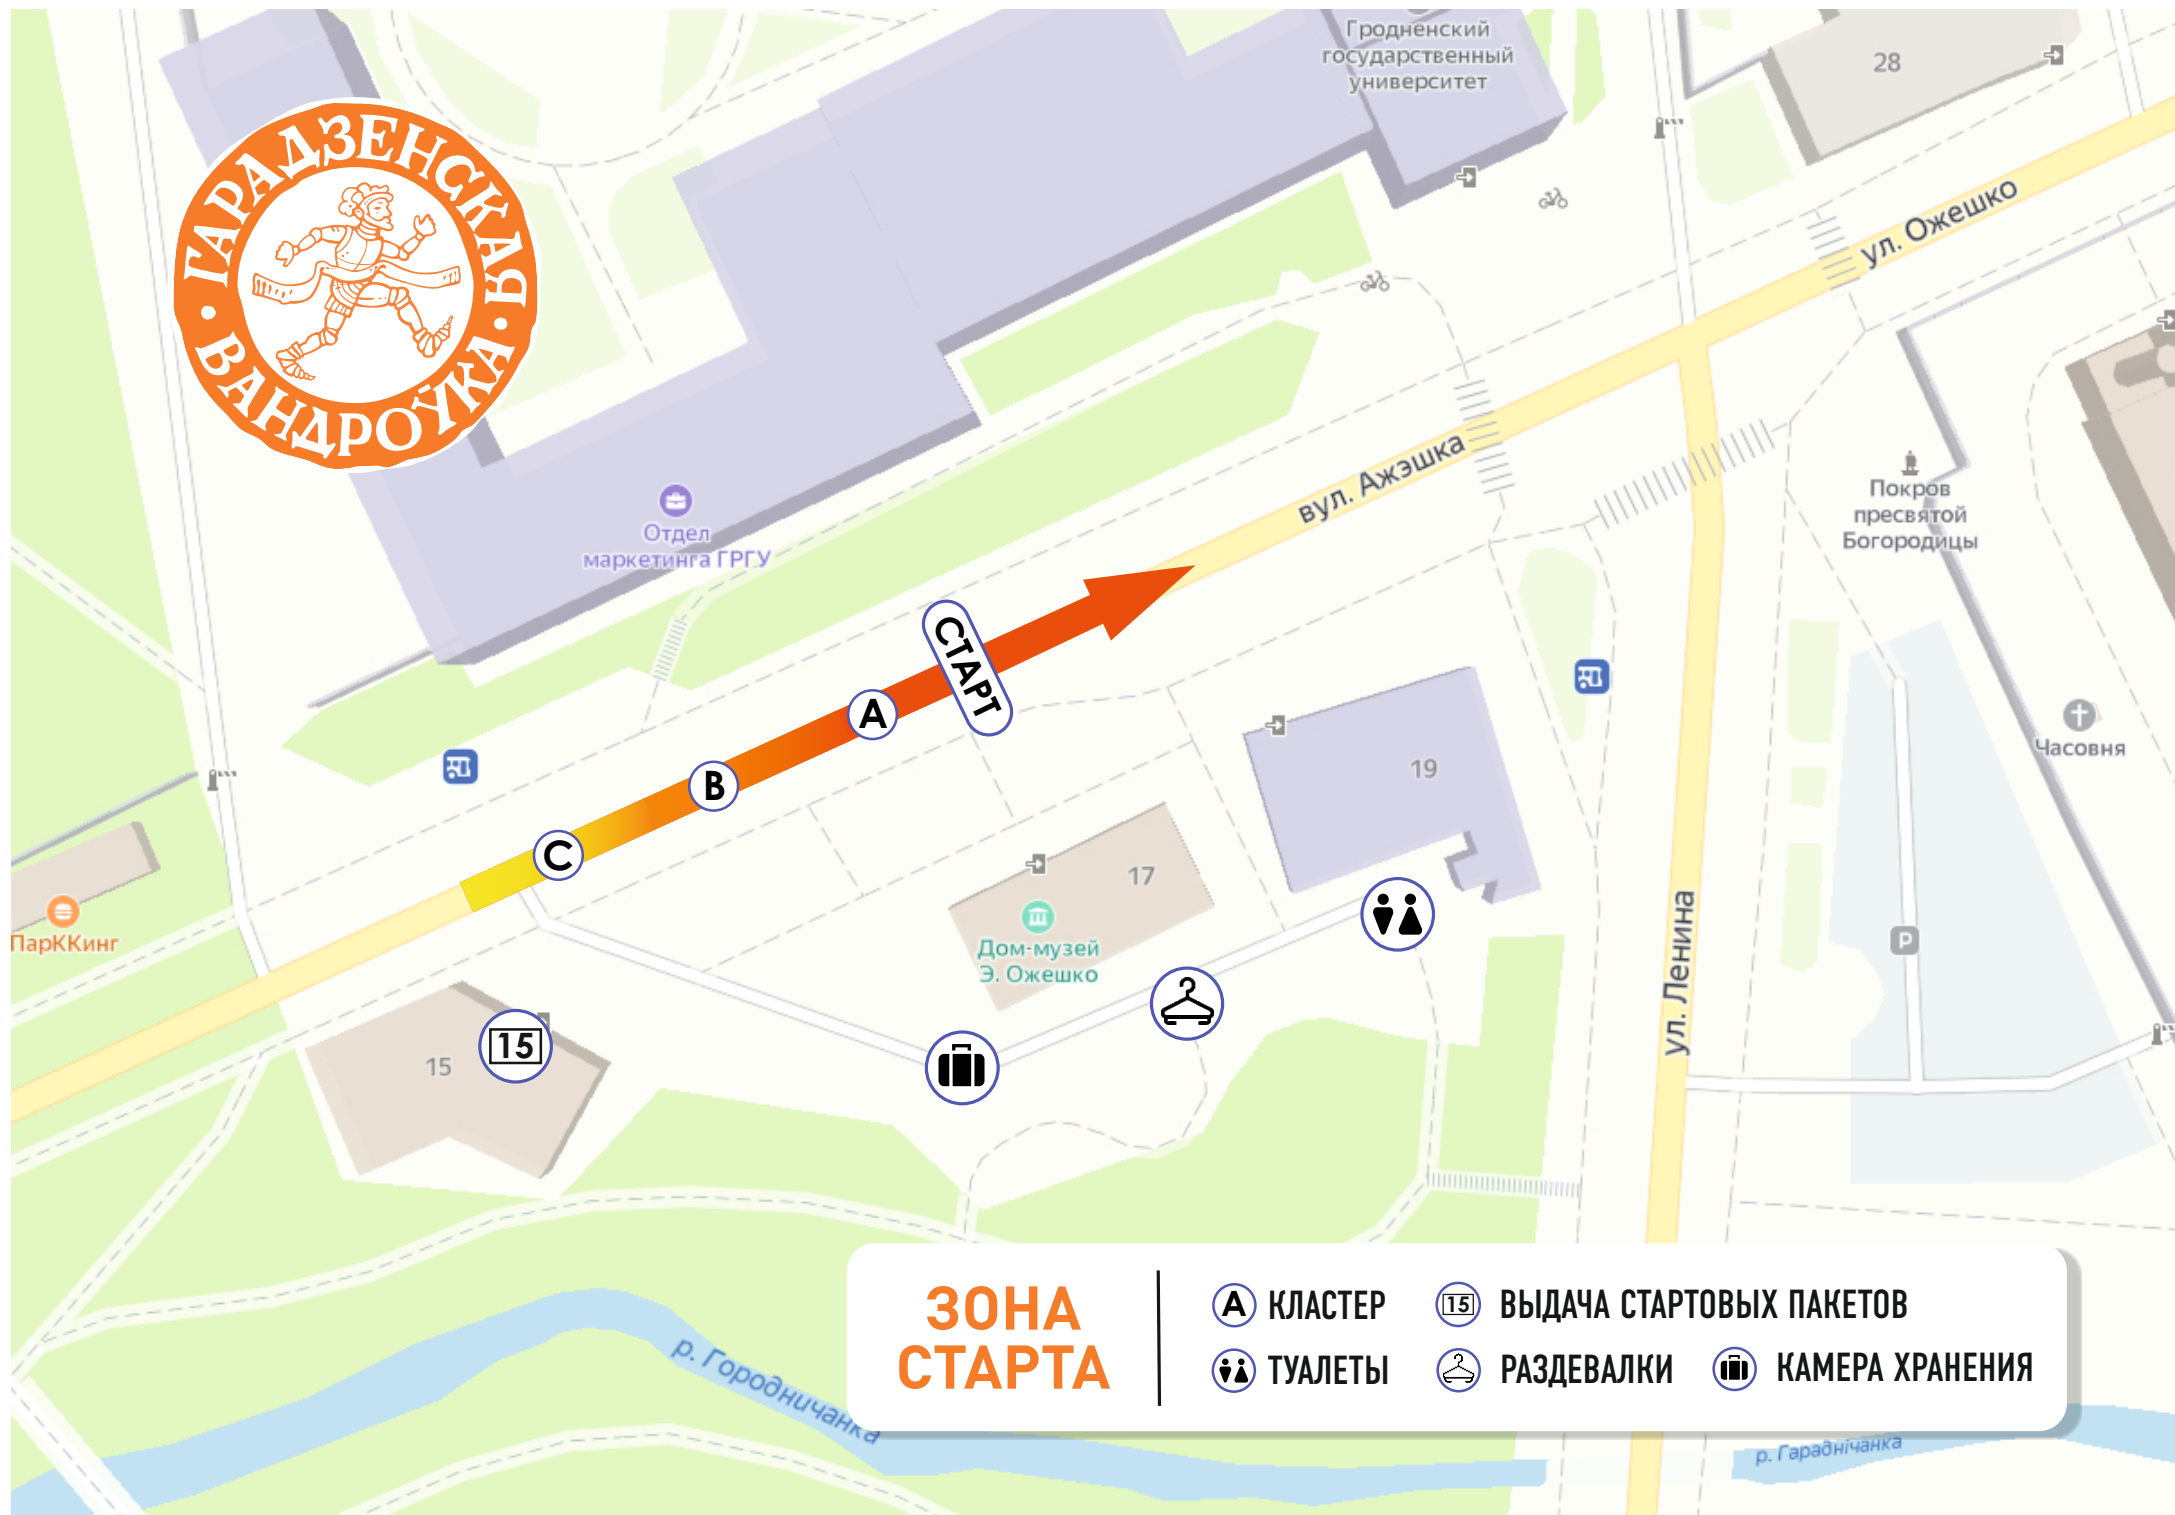 Гродненский
государственный
университет
28
ГАРАДЗЕНСКАЯ
ВАНДРОЎКА
ул. Ожешко
вул. Ажэшка
Отдел
маркетинга ГРГУ
Покров
пресвятой
Богородицы
СТАРТ
A
B
C
19
17
Часовня
ПарККинг
Дом-музей
Э. Ожешко
P
ул. Ленина
15
15
ЗОНА
СТАРТА
A КЛАСТЕР
15 ВЫДАЧА СТАРТОВЫХ ПАКЕТОВ
ТУАЛЕТЫ
РАЗДЕВАЛКИ
КАМЕРА ХРАНЕНИЯ
р. Городничанка
р. Гараднічанка